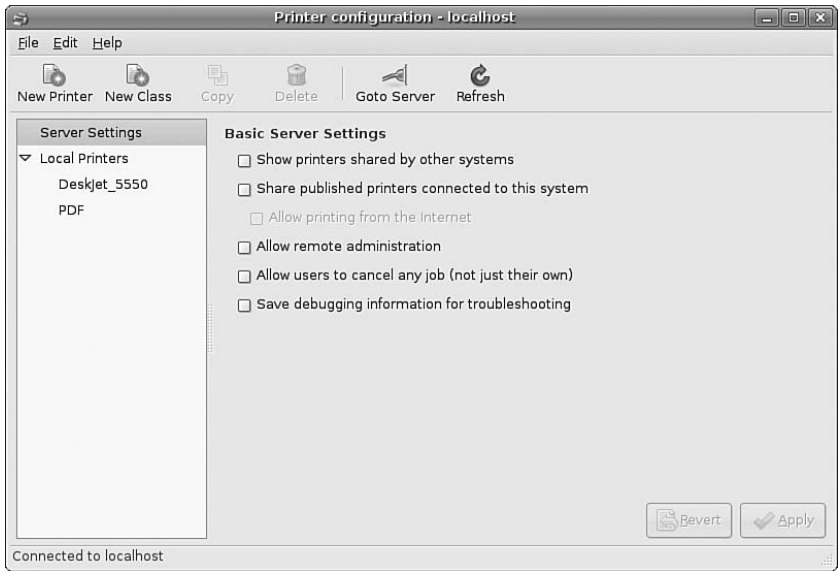 Printer configuration - localhost
File Edit Help
New Printer New Class Copy Delete Goto Server Refresh
Server Settings
Local Printers
DeskJet_5550
PDF
Basic Server Settings
Show printers shared by other systems
Share published printers connected to this system
Allow printing from the Internet
Allow remote administration
Allow users to cancel any job (not just their own)
Save debugging information for troubleshooting
Revert Apply
Connected to localhost